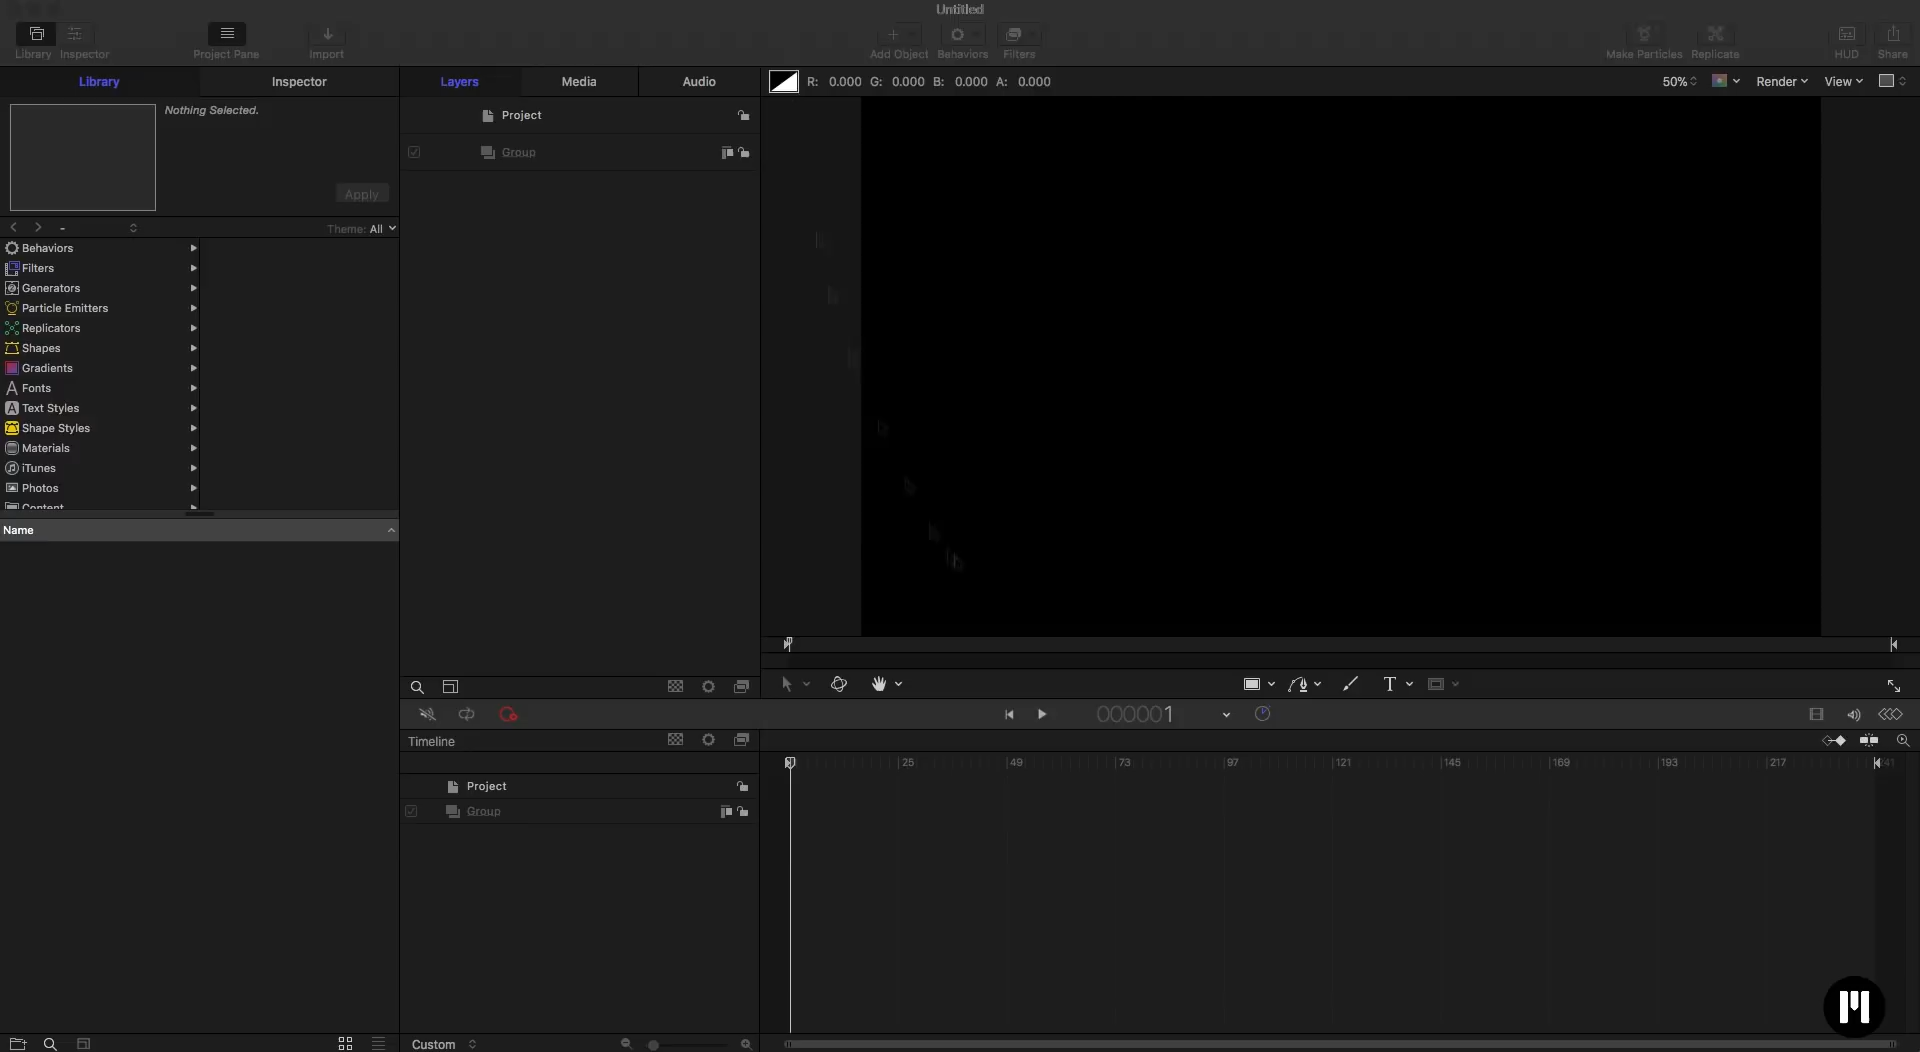 Untitled
Library Inspector Project Pane Import Add Object Behaviors Filters Make Particles Replicate HUD Share
Library Inspector Layers Media Audio R: 0.000 G: 0.000 B: 0.000 A: 0.000 50% Render View
Nothing Selected.
Apply
- Theme: All
Behaviors
Filters
Generators
Particle Emitters
Replicators
Shapes
Gradients
Fonts
Text Styles
Shape Styles
Materials
iTunes
Photos
Content
Name
Project
Group
T
000001
Timeline
25 49 73 97 121 145 169 193 217
Project
Group
Custom